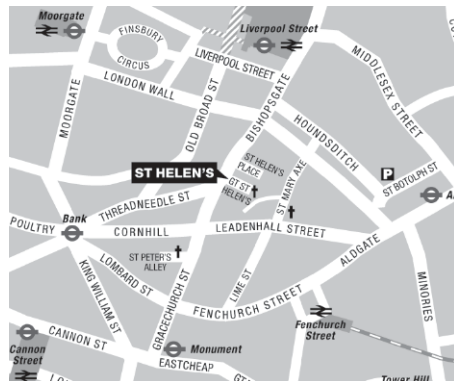 Moorgate
Liverpool Street
FINSBURY
CIRCUS
LIVERPOOL STREET
MIDDLESEX STREET
MOORGATE
LONDON WALL
OLD BROAD ST
BISHOPSGATE
HOUNDSDITCH
ST HELEN'S
PLACE
P
ST BOTOLPH ST
ST HELEN'S
GT ST
HELEN'S
ST MARY AXE
THREADNEEDLE ST
POULTRY
Bank
CORNHILL
LEADENHALL STREET
ALDGATE
ST PETER'S
ALLEY
KING WILLIAM ST
LOMBARD ST
GRACECHURCH ST
LIME ST
FENCHURCH STREET
MINORIES
Fenchurch
Street
CANNON ST
Cannon
Street
Monument
EASTCHEAP
Tower Hill